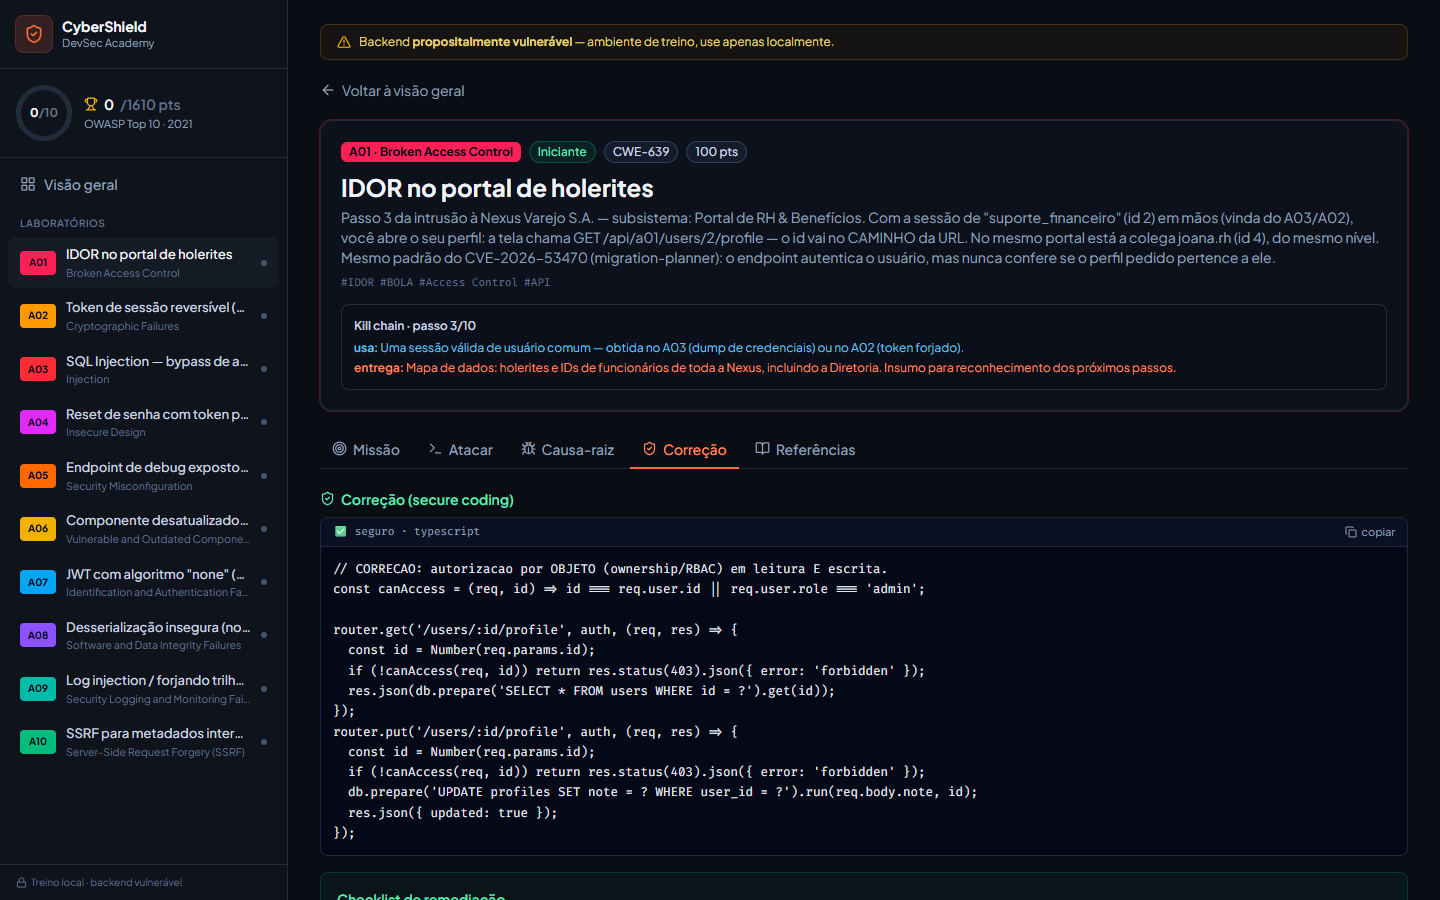 CyberShield
DevSec Academy
0/10
0 /1610 pts
OWASP Top 10 · 2021
Visão geral
LABORATÓRIOS
A01
IDOR no portal de holerites
Broken Access Control
A02
Token de sessão reversível (...
Cryptographic Failures
A03
SQL Injection — bypass de a...
Injection
A04
Reset de senha com token p...
Insecure Design
A05
Endpoint de debug exposto...
Security Misconfiguration
A06
Componente desatualizado...
Vulnerable and Outdated Compone...
A07
JWT com algoritmo "none" (...
Identification and Authentication Fa...
A08
Desserialização insegura (no...
Software and Data Integrity Failures
A09
Log injection / forjando trilh...
Security Logging and Monitoring Fai...
A10
SSRF para metadados inter...
Server-Side Request Forgery (SSRF)
Treino local · backend vulnerável
Backend propositalmente vulnerável — ambiente de treino, use apenas localmente.
Voltar à visão geral
A01 · Broken Access Control
Iniciante
CWE-639
100 pts
IDOR no portal de holerites
Passo 3 da intrusão à Nexus Varejo S.A. — subsistema: Portal de RH & Benefícios. Com a sessão de "suporte_financeiro" (id 2) em mãos (vinda do A03/A02),
você abre o seu perfil: a tela chama GET /api/a01/users/2/profile — o id vai no CAMINHO da URL. No mesmo portal está a colega joana.rh (id 4), do mesmo nível.
Mesmo padrão do CVE-2026-53470 (migration-planner): o endpoint autentica o usuário, mas nunca confere se o perfil pedido pertence a ele.
#IDOR #BOLA #Access Control #API
Kill chain · passo 3/10
usa: Uma sessão válida de usuário comum — obtida no A03 (dump de credenciais) ou no A02 (token forjado).
entrega: Mapa de dados: holerites e IDs de funcionários de toda a Nexus, incluindo a Diretoria. Insumo para reconhecimento dos próximos passos.
Missão
Atacar
Causa-raiz
Correção
Referências
Correção (secure coding)
✅ seguro · typescript
copiar
// CORRECAO: autorizacao por OBJETO (ownership/RBAC) em leitura E escrita.
const canAccess = (req, id) => id === req.user.id || req.user.role === 'admin';
router.get('/users/:id/profile', auth, (req, res) => {
const id = Number(req.params.id);
if (!canAccess(req, id)) return res.status(403).json({ error: 'forbidden' });
res.json(db.prepare('SELECT * FROM users WHERE id = ?').get(id));
});
router.put('/users/:id/profile', auth, (req, res) => {
const id = Number(req.params.id);
if (!canAccess(req, id)) return res.status(403).json({ error: 'forbidden' });
db.prepare('UPDATE profiles SET note = ? WHERE user_id = ?').run(req.body.note, id);
res.json({ updated: true });
});
Checklist de remediação